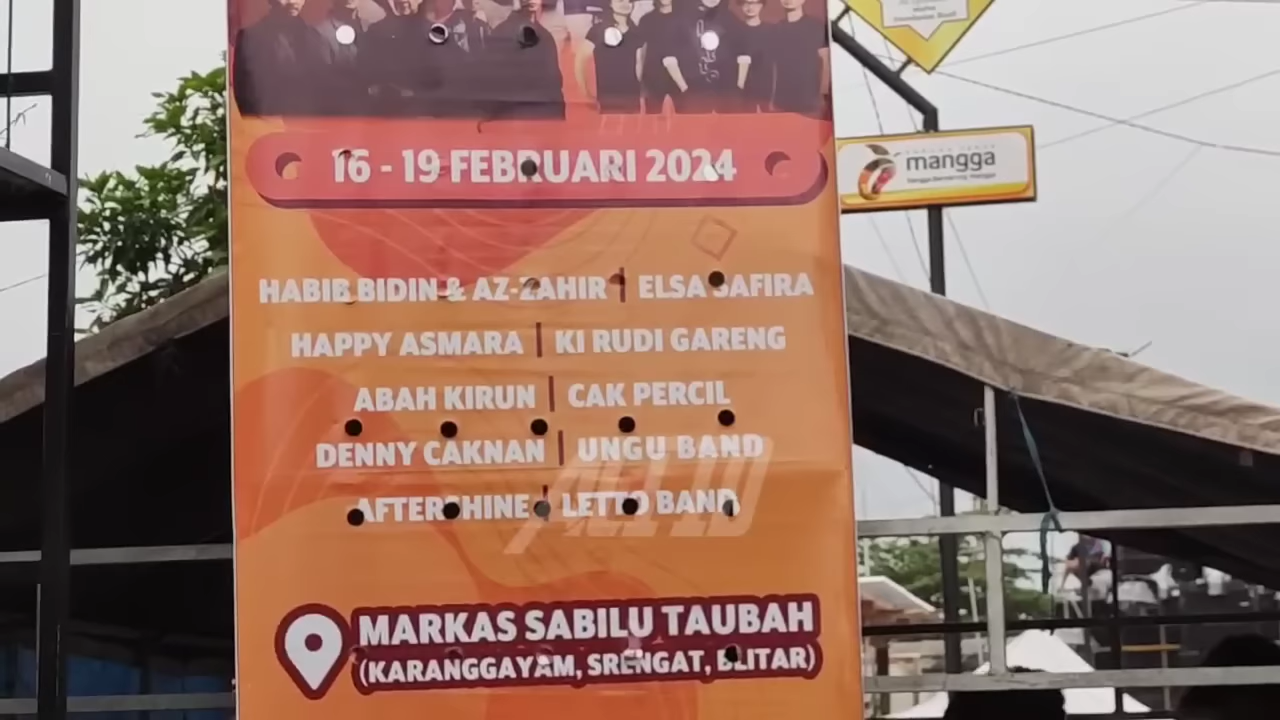 16 - 19 FEBRUARI 2024
mangga
HABIB BIDIN & AZ-ZAHIR | ELSA SAFIRA
HAPPY ASMARA | KI RUDI GARENG
ABAH KIRUN | CAK PERCIL
DENNY CAKNAN | UNGU BAND
AFTERSHINE | LETTO BAND
MARKAS SABILU TAUBAH
(KARANGGAYAM, SRENGAT, BLITAR)